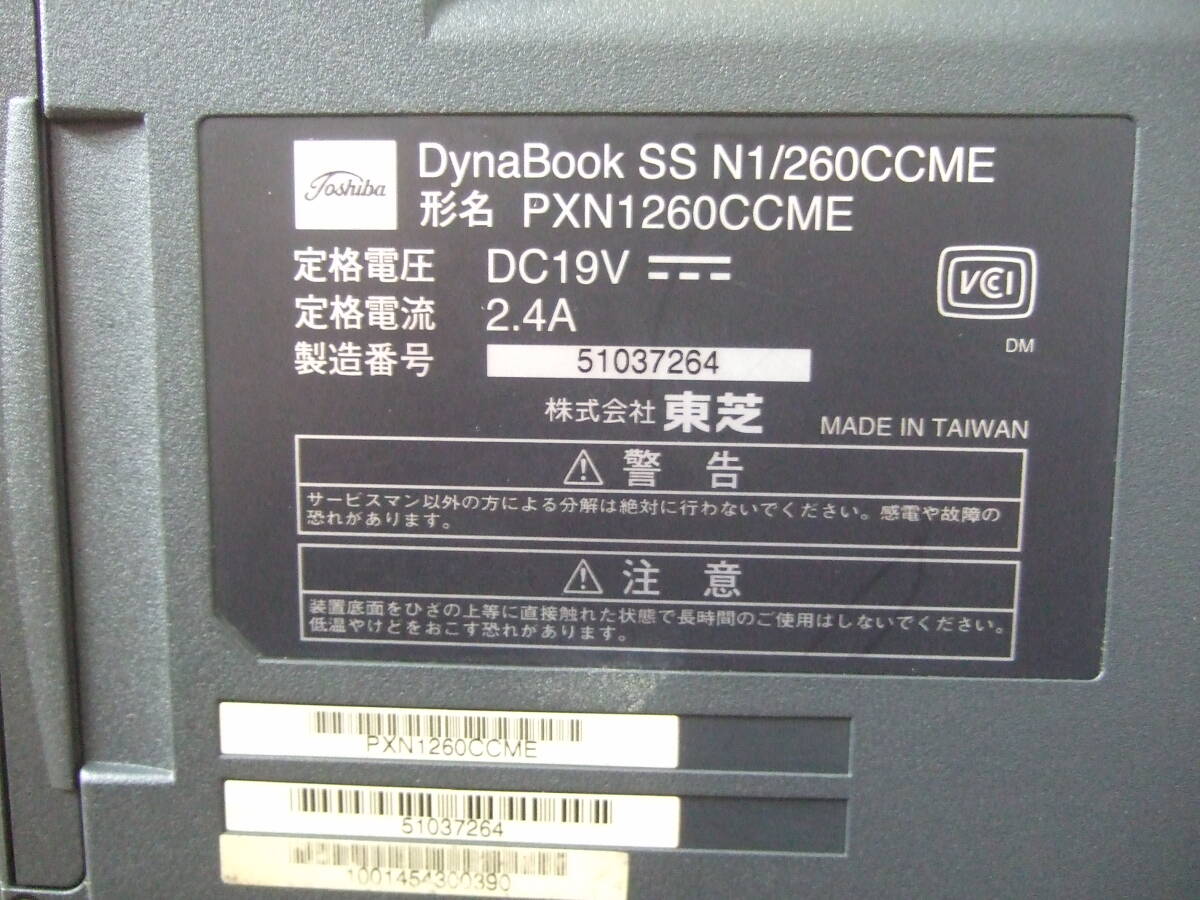 Toshiba
DynaBook SS N1/260CCME
形名 PXN1260CCME
定格電圧 DC19V
定格電流 2.4A
製造番号 51037264
VCI
DM
株式会社 東芝 MADE IN TAIWAN
警 告
サービスマン以外の方による分解は絶対に行わないでください。感電や故障の
恐れがあります。
注 意
装置底面をひざの上等に直接触れた状態で長時間のご使用はしないでください。
低温やけどをおこす恐れがあります。
PXN1260CCME
51037264
1001454300390